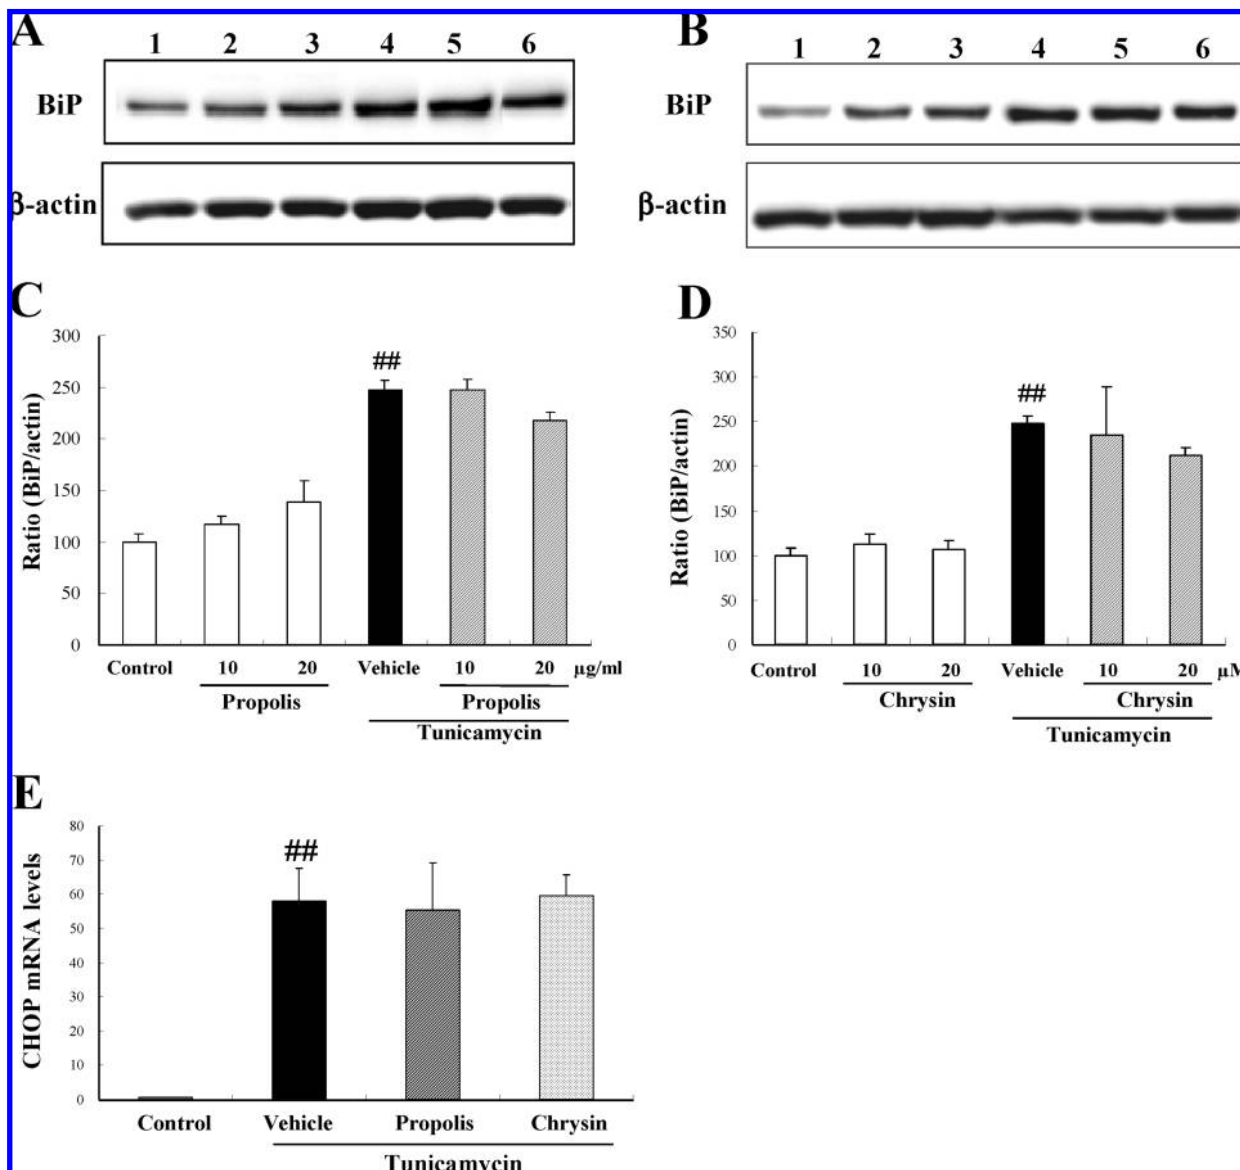 A
1 2 3 4 5 6
BiP
β-actin
B
1 2 3 4 5 6
BiP
β-actin
C
Ratio (BiP/actin)
300
250
200
150
100
50
0
##
Control 10 20 Vehicle 10 20 μg/ml
Propolis Propolis
Tunicamycin
D
Ratio (BiP/actin)
350
300
250
200
150
100
50
0
##
Control 10 20 Vehicle 10 20 μM
Chrysin Chrysin
Tunicamycin
E
CHOP mRNA levels
80
70
60
50
40
30
20
10
0
##
Control Vehicle Propolis Chrysin
Tunicamycin